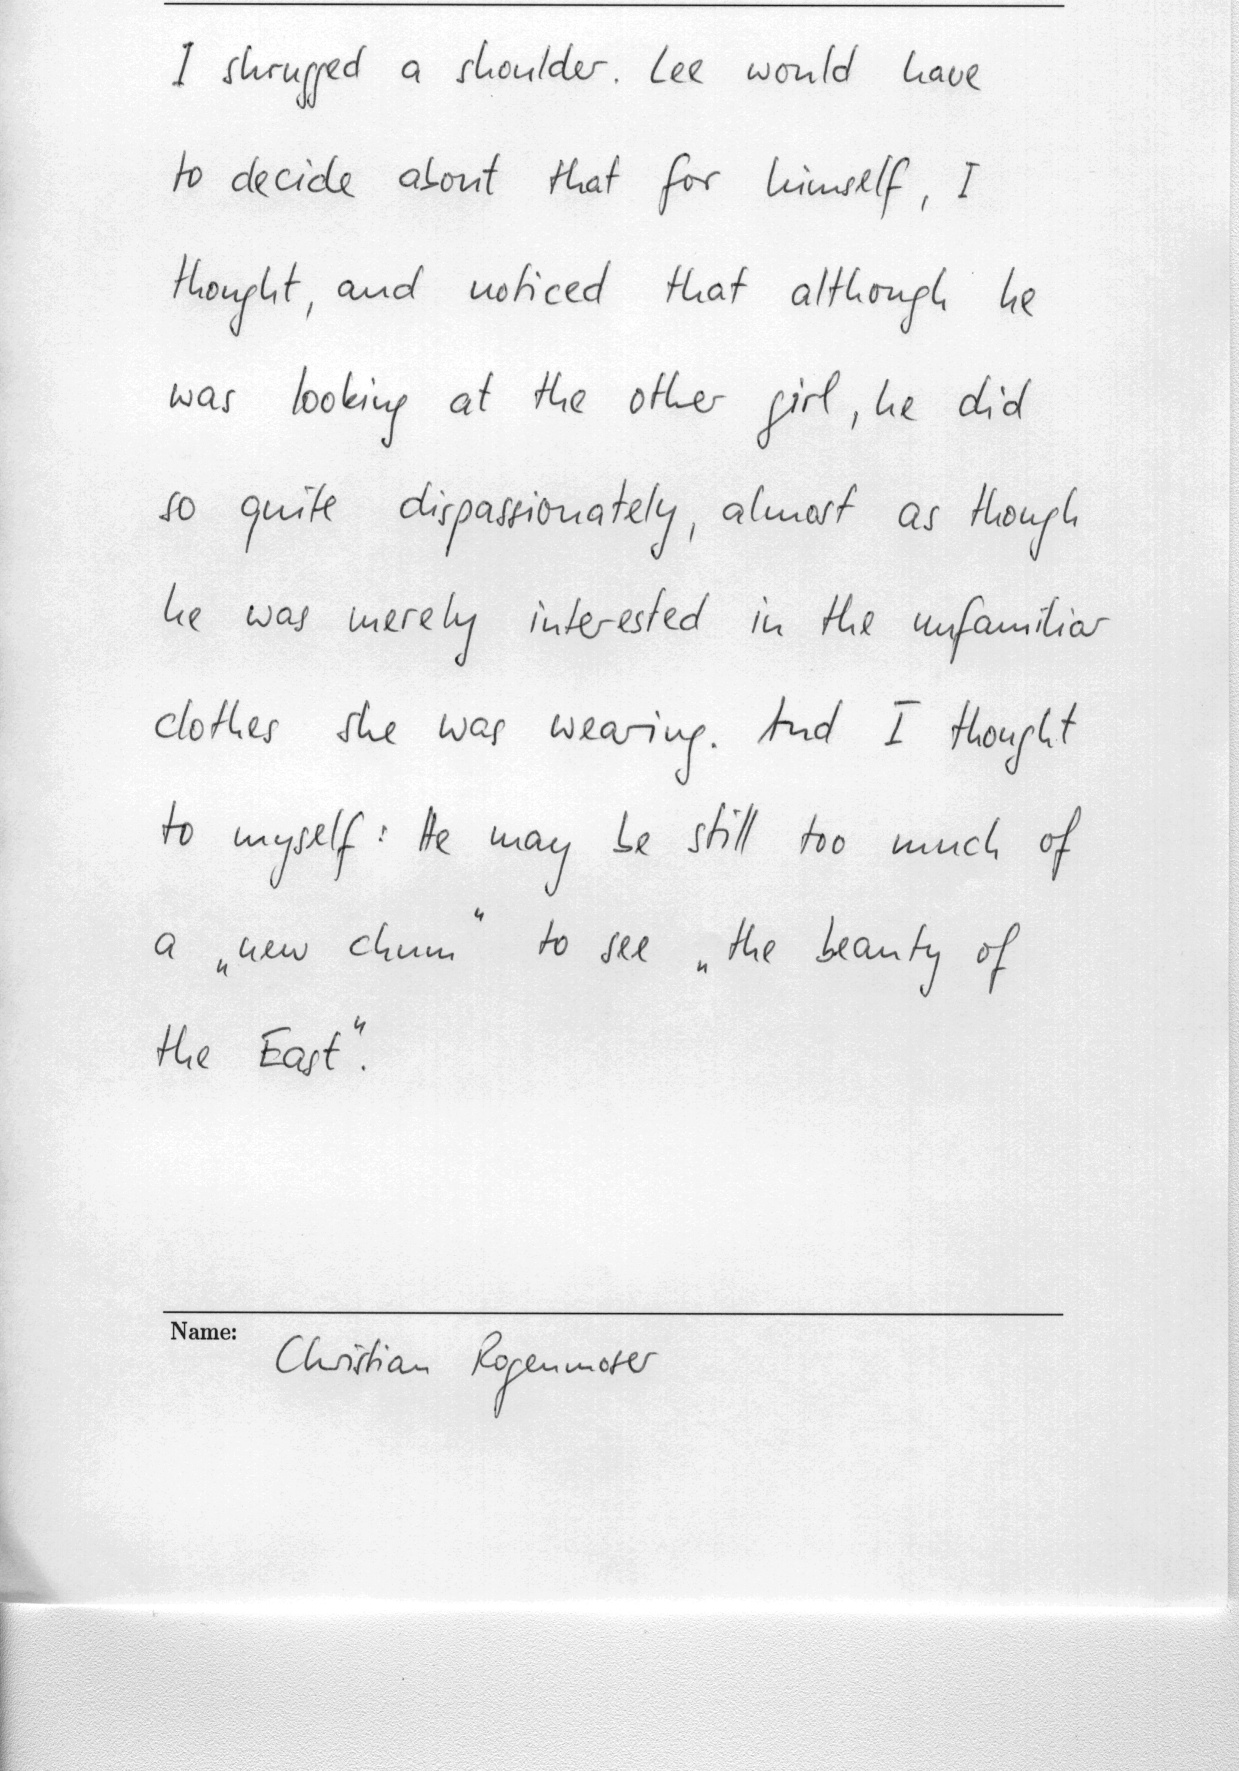 I shrugged a shoulder. Lee would have
to decide about that for himself, I
thought, and noticed that although he
was looking at the other girl, he did
so quite dispassionately, almost as though
he was merely interested in the unfamiliar
clothes she was wearing. And I thought
to myself: He may be still too much of
a „new chum“ to see „the beauty of
the East“.
Name:
Christian Rogenmoser